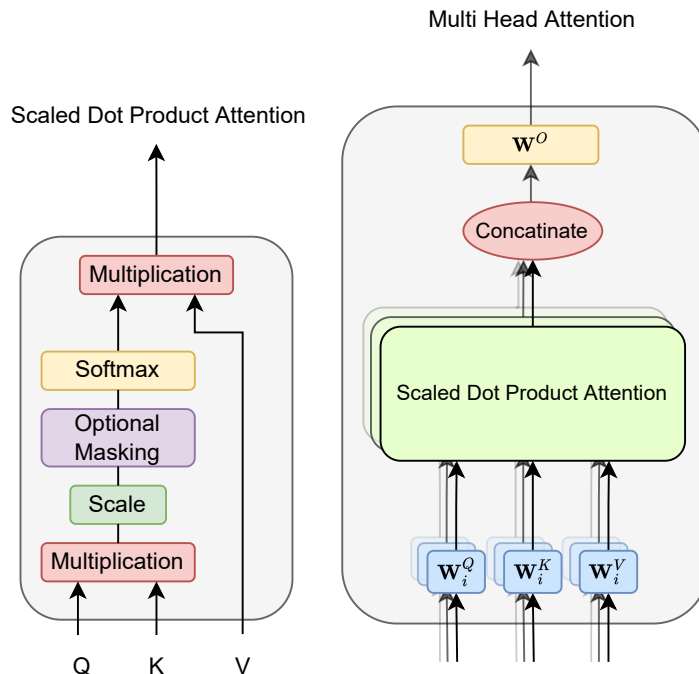 Multi Head Attention
Scaled Dot Product Attention
Multiplication
Softmax
Optional
Masking
Scale
Multiplication
Q K V
W^O
Concatinate
Scaled Dot Product Attention
W_i^Q W_i^K W_i^V